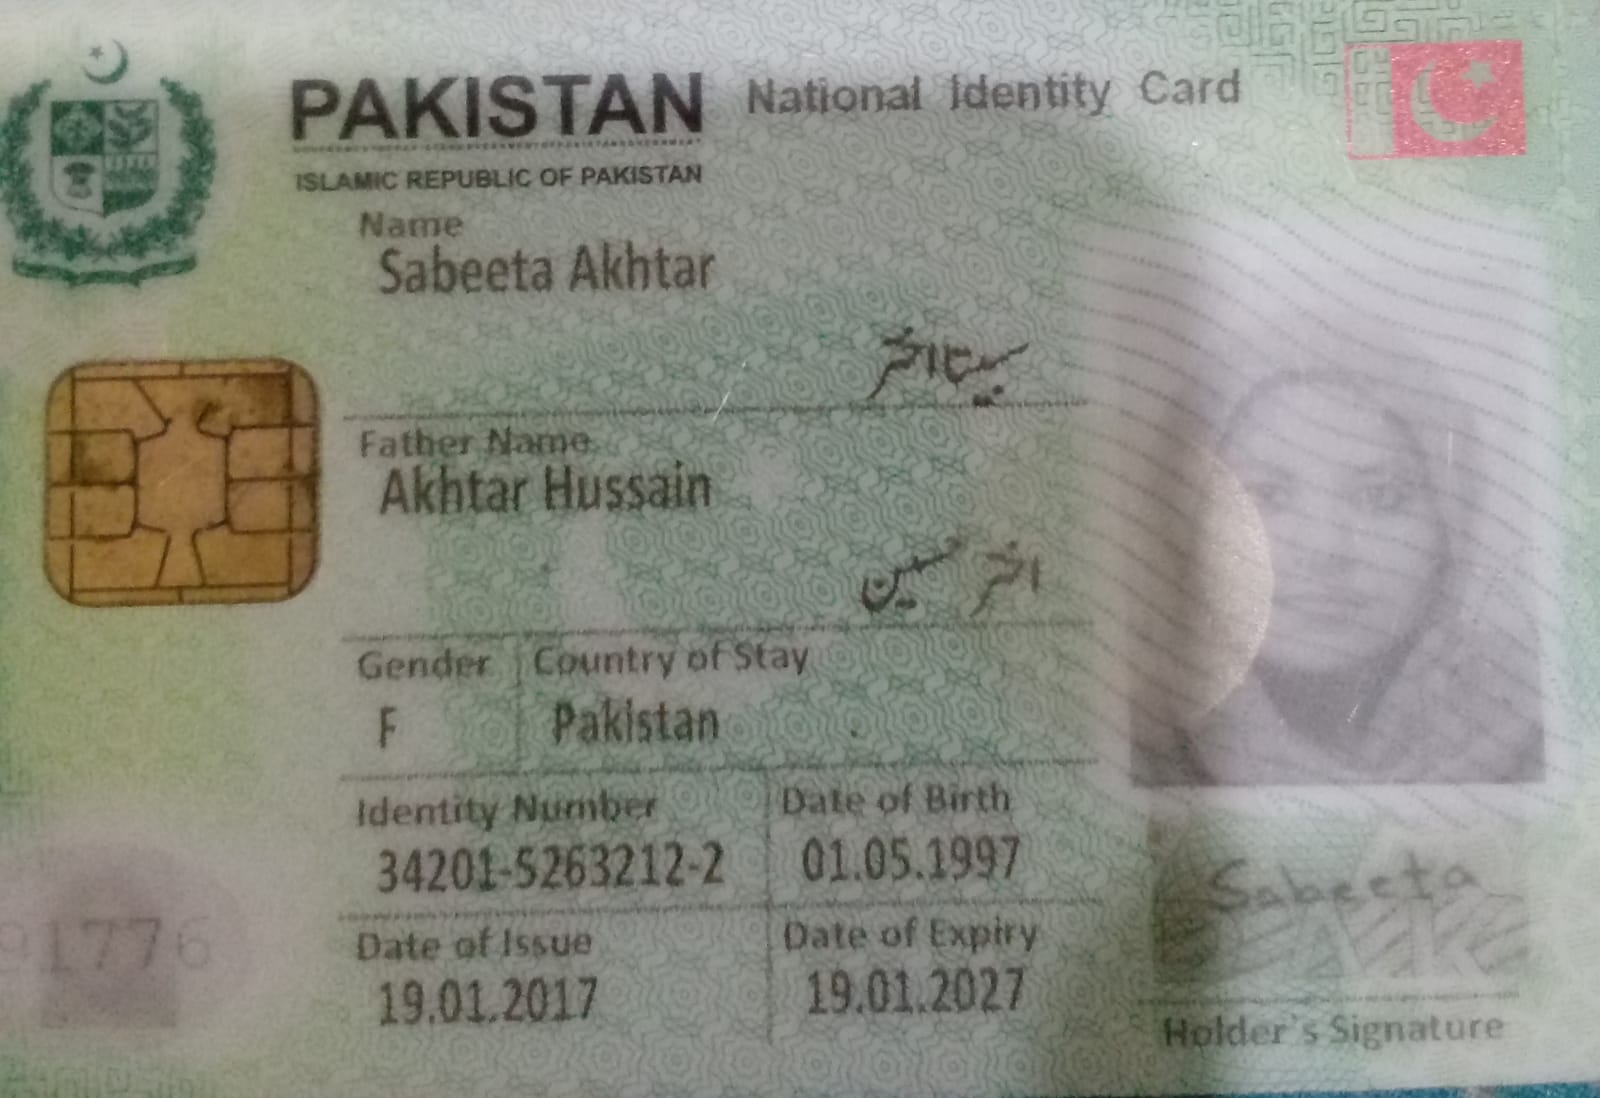 PAKISTAN National Identity Card
ISLAMIC REPUBLIC OF PAKISTAN
Name
Sabeeta Akhtar
سبیتا اختر
Father Name
Akhtar Hussain
اختر حسین
Gender Country of Stay
F Pakistan
Identity Number Date of Birth
34201-5263212-2 01.05.1997
Date of Issue Date of Expiry
19.01.2017 19.01.2027
91776
Sabeeta
Holder's Signature